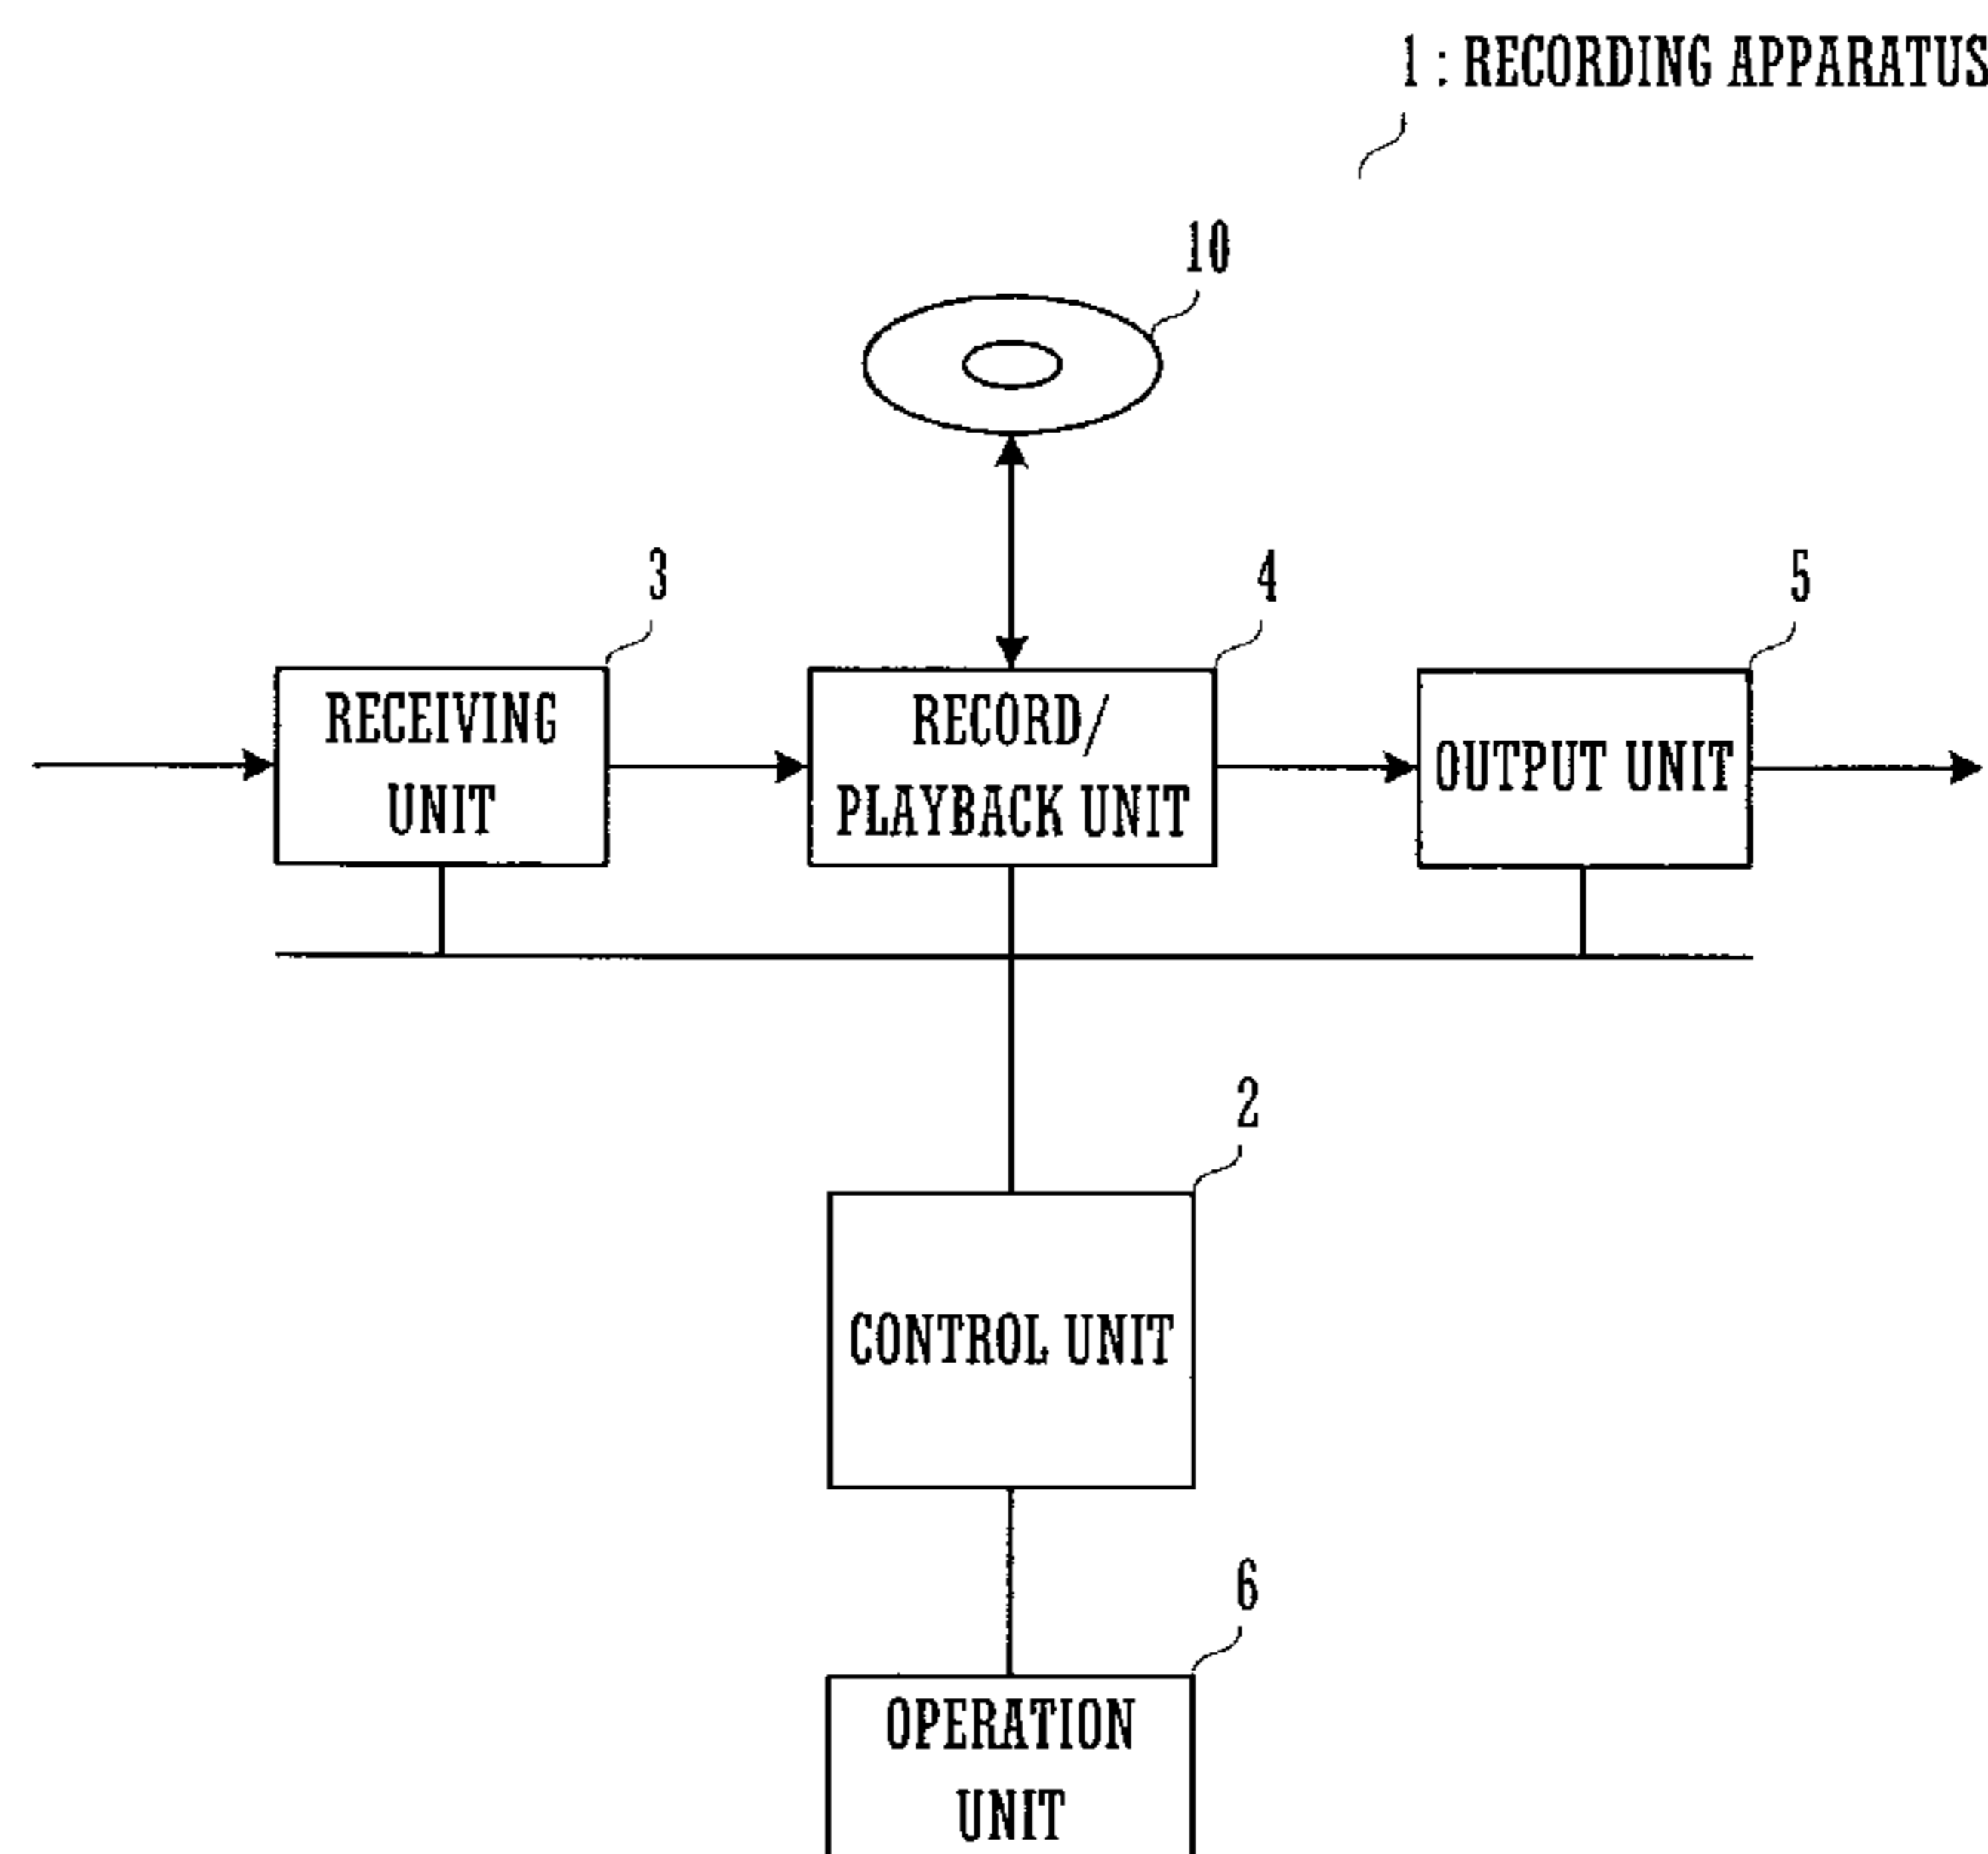 1 : RECORDING APPARATUS
10
3
4
5
RECEIVING
UNIT
RECORD/
PLAYBACK UNIT
OUTPUT UNIT
2
CONTROL UNIT
6
OPERATION
UNIT